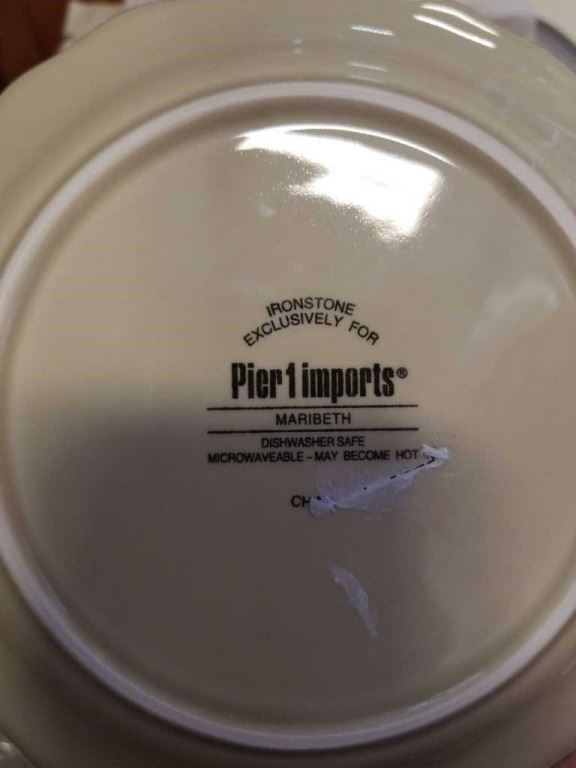 IRONSTONE
EXCLUSIVELY FOR
Pier 1 imports®
MARIBETH
DISHWASHER SAFE
MICROWAVEABLE – MAY BECOME HOT